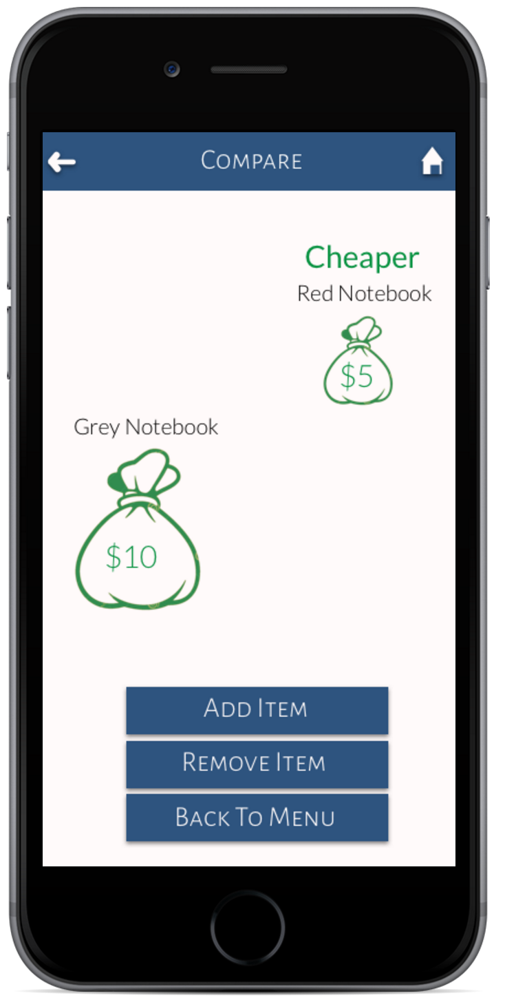 Compare
Cheaper
Red Notebook
$5
Grey Notebook
$10
Add Item
Remove Item
Back To Menu